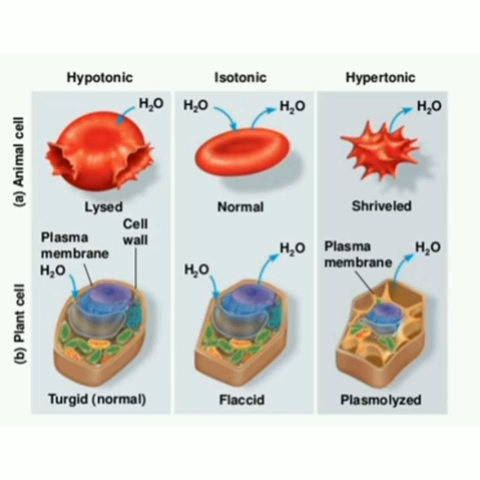 Hypotonic Isotonic Hypertonic
(a) Animal cell
H₂O H₂O H₂O H₂O
Lysed Normal Shriveled
(b) Plant cell
Plasma
membrane
Cell
wall
H₂O
H₂O H₂O
Plasma
membrane
H₂O
Turgid (normal) Flaccid Plasmolyzed